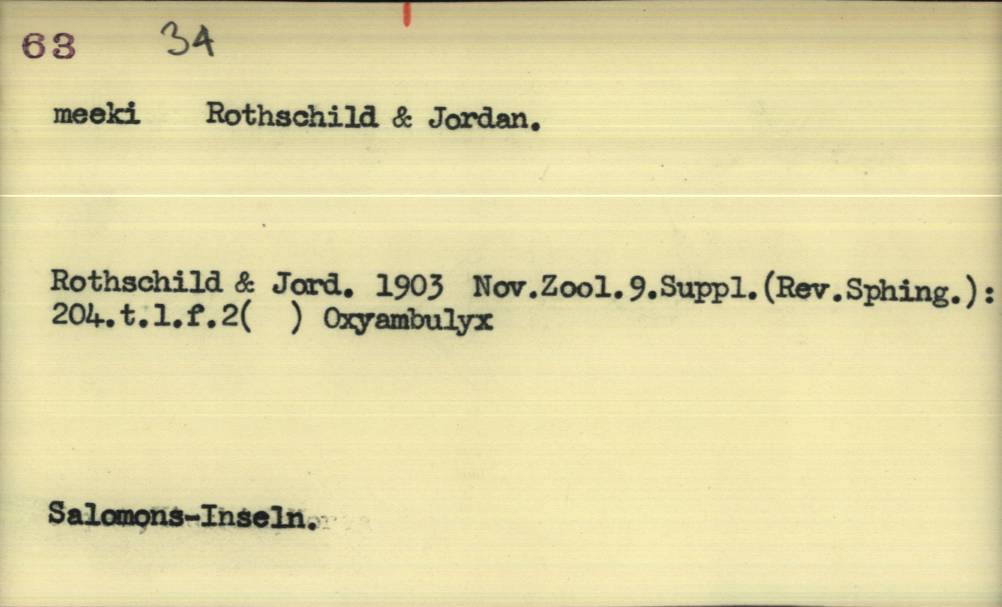 63 34
meeki Rothschild & Jordan.
Rothschild & Jord. 1903 Nov.Zool.9.Suppl.(Rev.Sphing.):
204.t.1.f.2( ) Oxyambulyx
Salomons-Inseln.